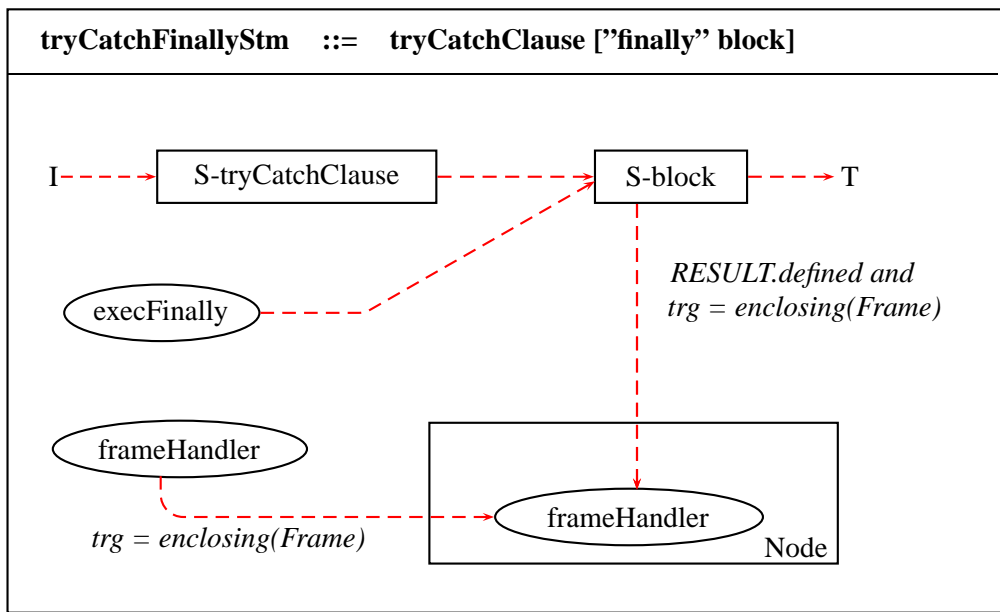 tryCatchFinallyStm ::= tryCatchClause [”finally” block]
I S-tryCatchClause S-block T
RESULT.defined and
trg = enclosing(Frame)
execFinally
frameHandler
frameHandler
trg = enclosing(Frame)
Node